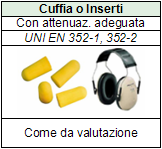 Cuffia o Inserti
Con attenuaz. adeguata
UNI EN 352-1, 352-2
Come da valutazione